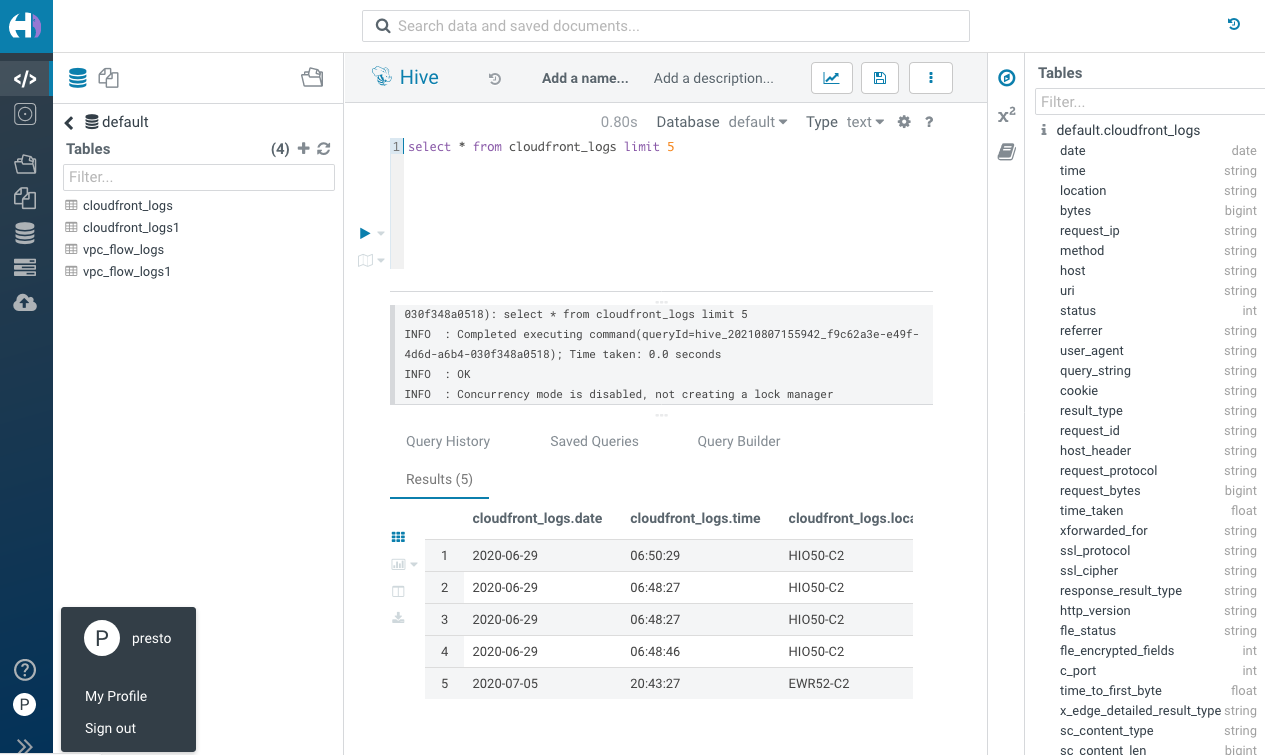 Search data and saved documents...
default
Tables (4)
Filter...
cloudfront_logs
cloudfront_logs1
vpc_flow_logs
vpc_flow_logs1
P presto
My Profile
Sign out
P
Hive Add a name... Add a description...
0.80s Database default Type text ?
1 select * from cloudfront_logs limit 5
030f348a0518): select * from cloudfront_logs limit 5
INFO : Completed executing command(queryId=hive_20210807155942_f9c62a3e-e49f-
4d6d-a6b4-030f348a0518); Time taken: 0.0 seconds
INFO : OK
INFO : Concurrency mode is disabled, not creating a lock manager
Query History Saved Queries Query Builder
Results (5)
cloudfront_logs.date cloudfront_logs.time cloudfront_logs.loca
1 2020-06-29 06:50:29 HIO50-C2
2 2020-06-29 06:48:27 HIO50-C2
3 2020-06-29 06:48:27 HIO50-C2
4 2020-06-29 06:48:46 HIO50-C2
5 2020-07-05 20:43:27 EWR52-C2
x²
Tables
Filter...
default.cloudfront_logs
date date
time string
location string
bytes bigint
request_ip string
method string
host string
uri string
status int
referrer string
user_agent string
query_string string
cookie string
result_type string
request_id string
host_header string
request_protocol string
request_bytes bigint
time_taken float
xforwarded_for string
ssl_protocol string
ssl_cipher string
response_result_type string
http_version string
fle_status string
fle_encrypted_fields int
c_port int
time_to_first_byte float
x_edge_detailed_result_type string
sc_content_type string
sc_content_len bigint